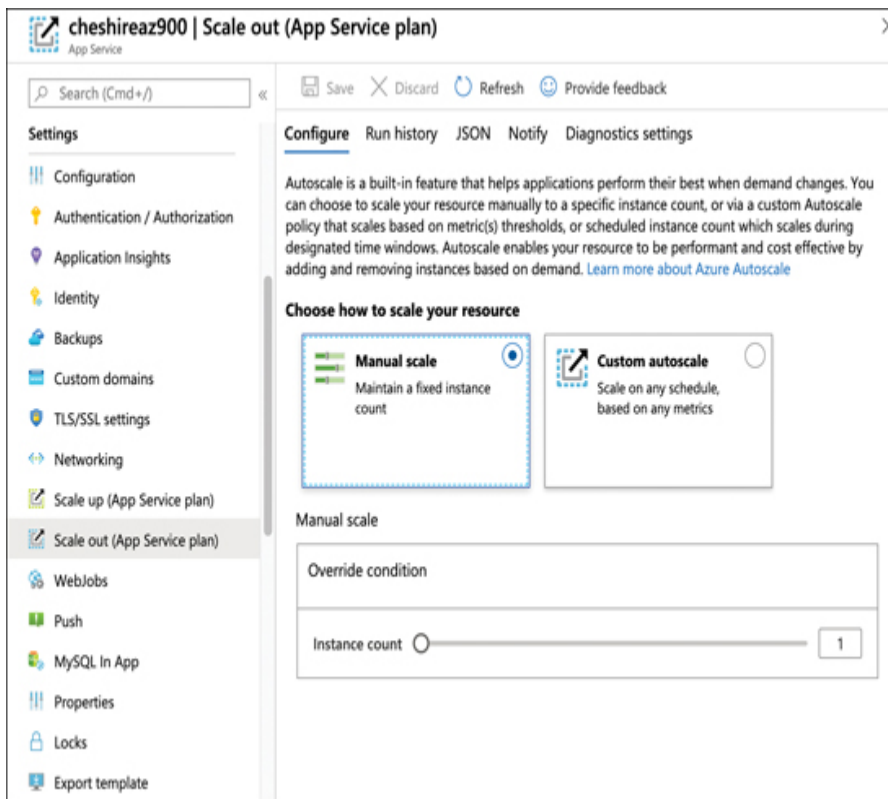 cheshireaz900 | Scale out (App Service plan)
App Service
Search (Cmd+/)
«
Settings
Configuration
Authentication / Authorization
Application Insights
Identity
Backups
Custom domains
TLS/SSL settings
Networking
Scale up (App Service plan)
Scale out (App Service plan)
WebJobs
Push
MySQL In App
Properties
Locks
Export template
Save Discard Refresh Provide feedback
Configure Run history JSON Notify Diagnostics settings
Autoscale is a built-in feature that helps applications perform their best when demand changes. You
can choose to scale your resource manually to a specific instance count, or via a custom Autoscale
policy that scales based on metric(s) thresholds, or scheduled instance count which scales during
designated time windows. Autoscale enables your resource to be performant and cost effective by
adding and removing instances based on demand. Learn more about Azure Autoscale
Choose how to scale your resource
Manual scale
Maintain a fixed instance
count
Custom autoscale
Scale on any schedule,
based on any metrics
Manual scale
Override condition
Instance count 1